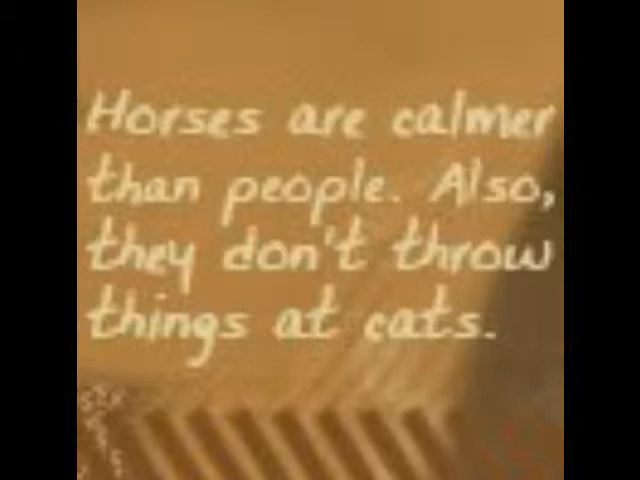 Horses are calmer
than people. Also,
they don't throw
things at cats.